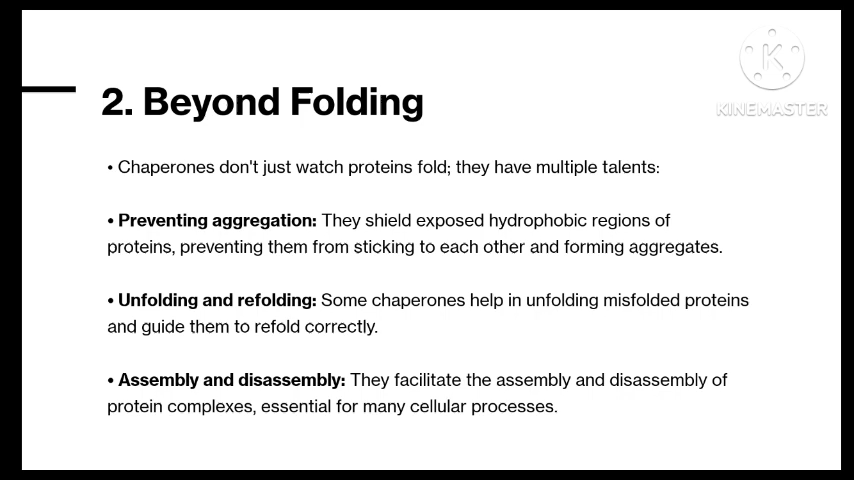 KINEMASTER
2. Beyond Folding
• Chaperones don't just watch proteins fold; they have multiple talents:
• Preventing aggregation: They shield exposed hydrophobic regions of
proteins, preventing them from sticking to each other and forming aggregates.
• Unfolding and refolding: Some chaperones help in unfolding misfolded proteins
and guide them to refold correctly.
• Assembly and disassembly: They facilitate the assembly and disassembly of
protein complexes, essential for many cellular processes.